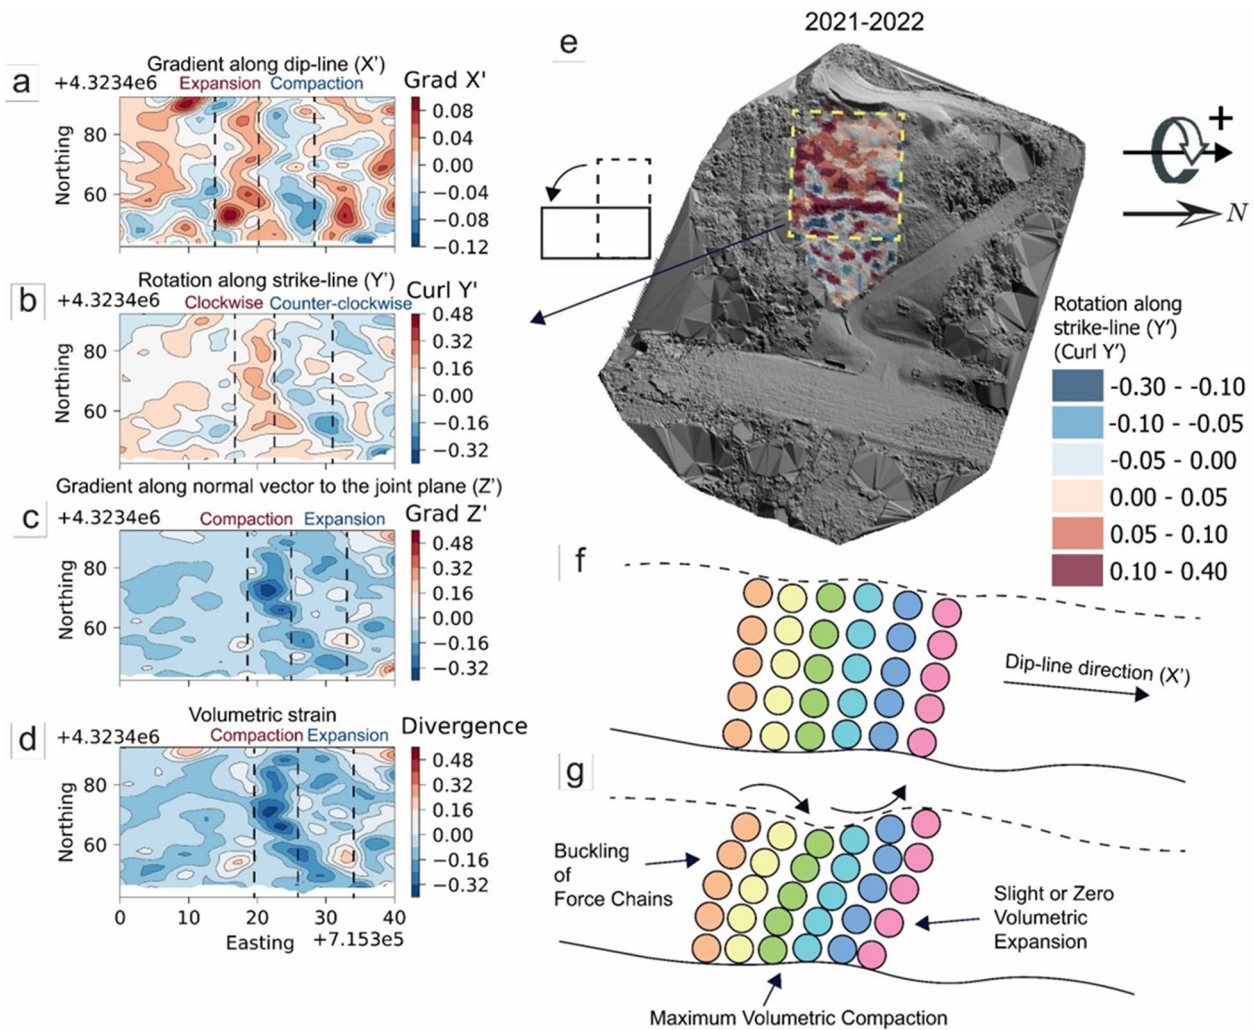 2021-2022
a
Gradient along dip-line (X')
+4.3234e6
Expansion Compaction
Grad X'
Northing
80
60
0.08
0.04
0.00
−0.04
−0.08
−0.12
b
Rotation along strike-line (Y')
+4.3234e6
Clockwise Counter-clockwise
Curl Y'
Northing
80
60
0.48
0.32
0.16
0.00
−0.16
−0.32
c
Gradient along normal vector to the joint plane (Z')
+4.3234e6
Compaction Expansion
Grad Z'
Northing
80
60
0.48
0.32
0.16
0.00
−0.16
−0.32
d
Volumetric strain
+4.3234e6
Compaction Expansion
Divergence
Northing
80
60
0.48
0.32
0.16
0.00
−0.16
−0.32
0 10 20 30 40
Easting +7.153e5
e
+
N
Rotation along
strike-line (Y')
(Curl Y')
-0.30 - -0.10
-0.10 - -0.05
-0.05 - 0.00
0.00 - 0.05
0.05 - 0.10
0.10 - 0.40
f
Dip-line direction (X')
g
Buckling
of
Force Chains
Slight or Zero
Volumetric
Expansion
Maximum Volumetric Compaction